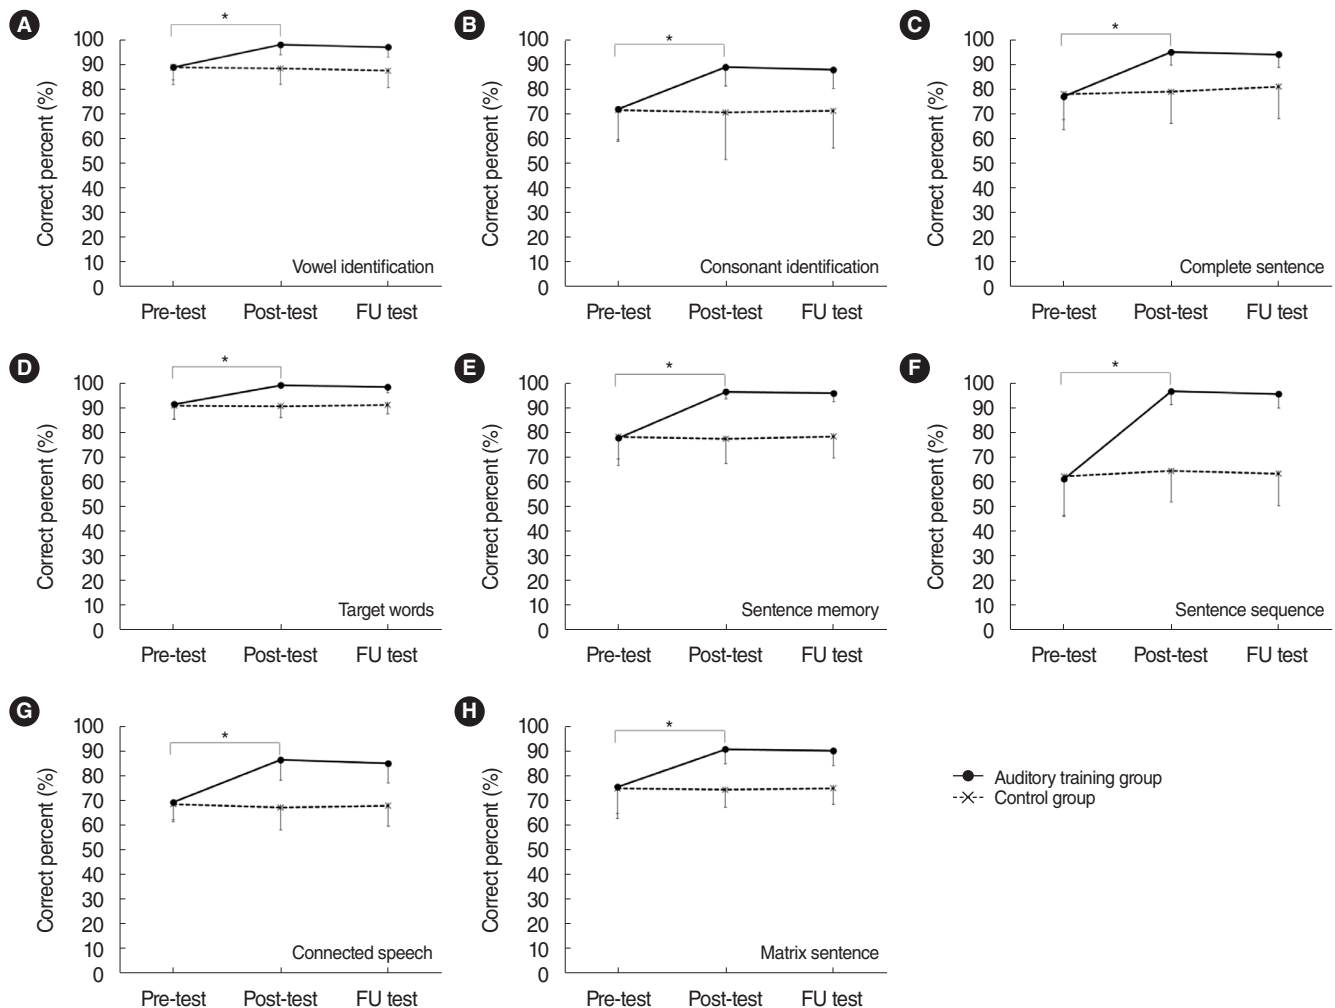 A
*
Correct percent (%)
100
90
80
70
60
50
40
30
20
10
0
Vowel identification
Pre-test Post-test FU test
B
*
Correct percent (%)
100
90
80
70
60
50
40
30
20
10
0
Consonant identification
Pre-test Post-test FU test
C
*
Correct percent (%)
100
90
80
70
60
50
40
30
20
10
0
Complete sentence
Pre-test Post-test FU test
D
*
Correct percent (%)
100
90
80
70
60
50
40
30
20
10
0
Target words
Pre-test Post-test FU test
E
*
Correct percent (%)
100
90
80
70
60
50
40
30
20
10
0
Sentence memory
Pre-test Post-test FU test
F
*
Correct percent (%)
100
90
80
70
60
50
40
30
20
10
0
Sentence sequence
Pre-test Post-test FU test
G
*
Correct percent (%)
100
90
80
70
60
50
40
30
20
10
0
Connected speech
Pre-test Post-test FU test
H
*
Correct percent (%)
100
90
80
70
60
50
40
30
20
10
0
Matrix sentence
Pre-test Post-test FU test
Auditory training group
Control group